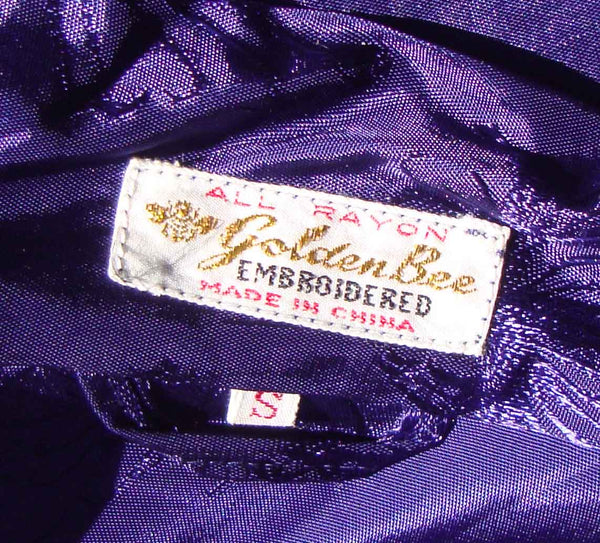 ALL RAYON
Golden Bee
EMBROIDERED
MADE IN CHINA
S